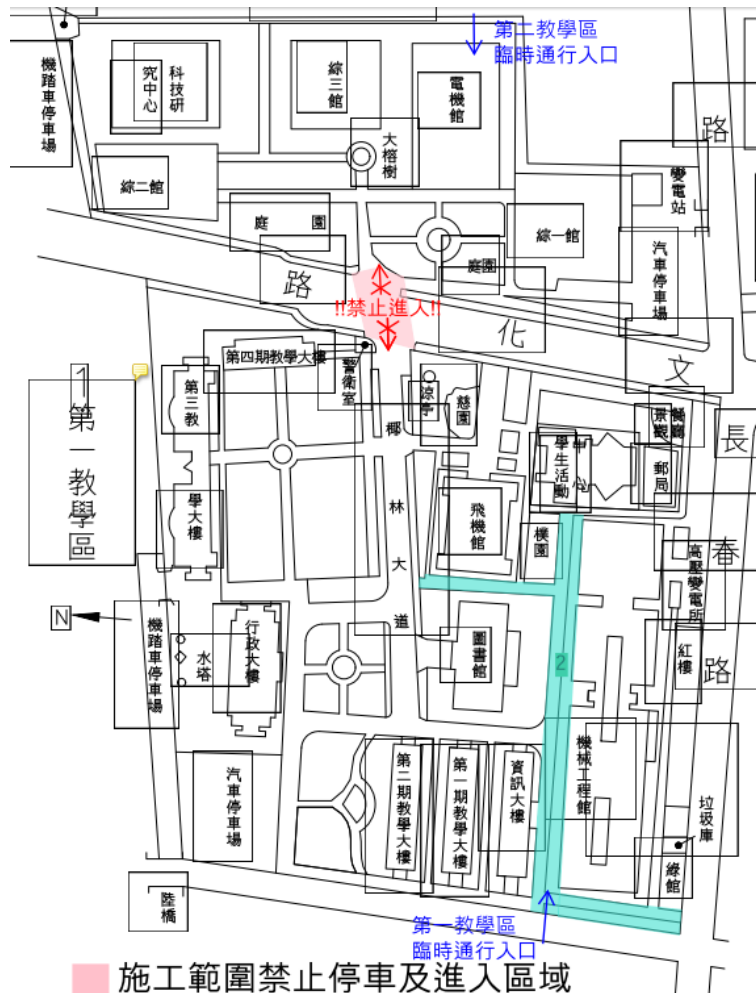 第二教學區
臨時通行入口
機踏車停車場
科技研
究中心
綜三館
電機館
大榕樹
綜二館
庭園
綜一館
變電站
汽車停車場
庭園
路
路
!!禁止進入!!
化
文
第四期教學大樓
警衛室
第三教
學大樓
1
第一教學區
涼亭
慈園
椰林大道
學生活動
中心
景觀
餐廳
郵局
長
春
路
飛機館
樸園
高壓變電所
N
機踏車停車場
水塔
行政大樓
圖書館
2
紅樓
機械工程館
汽車停車場
第二期教學大樓
第一期教學大樓
資訊大樓
垃圾庫
綠館
陸橋
第一教學區
臨時通行入口
施工範圍禁止停車及進入區域